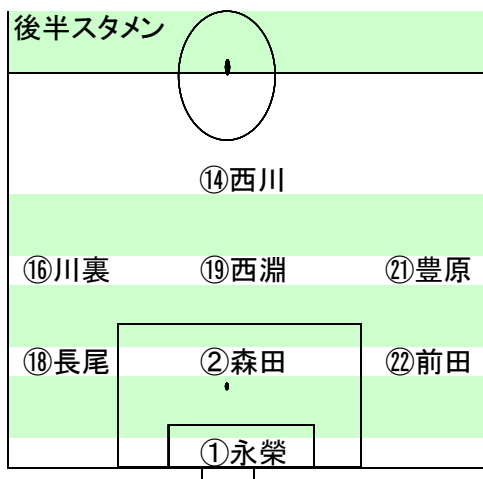 後半スタメン
⑭西川
⑯川裏 ⑲西淵 ㉑豊原
⑱長尾 ②森田 ㉒前田
①永榮